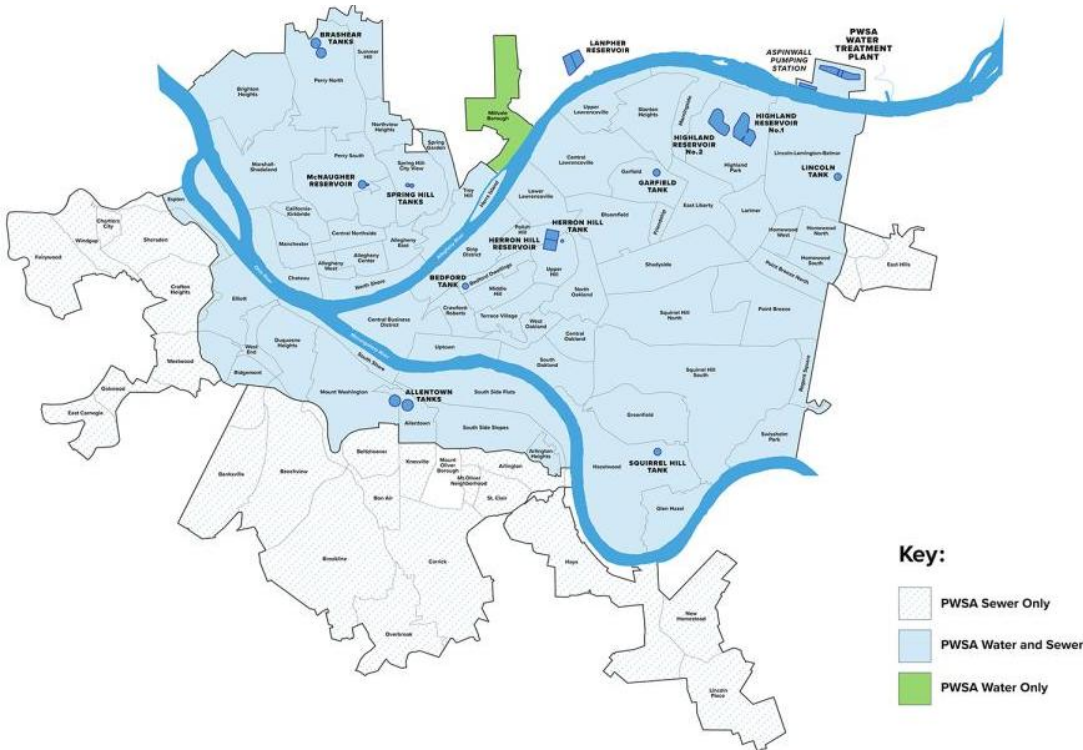 BRASHEAR
TANKS
Summer
Hill
Perry North
Brighton
Heights
Northview
Heights
Spring
Garden
Marshall-
Shadeland
Perry South
Spring Hill-
City View
McNAUGHER
RESERVOIR
SPRING HILL
TANKS
Troy
Hill
Herrs Island
California-
Kirkbride
Central Northside
Manchester
Allegheny
East
Allegheny
Center
Allegheny
West
Chateau
North Shore
Millvale
Borough
LANPHER
RESERVOIR
ASPINWALL
PUMPING
STATION
PWSA
WATER
TREATMENT
PLANT
Upper
Lawrenceville
Stanton
Heights
Morningside
HIGHLAND
RESERVOIR
No.1
HIGHLAND
RESERVOIR
No.2
Highland
Park
Lincoln-Lemington-Belmar
LINCOLN
TANK
Central
Lawrenceville
Garfield
GARFIELD
TANK
Lower
Lawrenceville
Bloomfield
Friendship
East Liberty
Larimer
Homewood
West
Homewood
North
Homewood
South
Point Breeze North
East Hills
Polish
Hill
HERRON HILL
TANK
HERRON HILL
RESERVOIR
Strip
District
Allegheny River
BEDFORD
TANK
Bedford Dwellings
Upper
Hill
Middle
Hill
Crawford
Roberts
Terrace Village
North
Oakland
West
Oakland
Central
Oakland
South
Oakland
Shadyside
Squirrel Hill
North
Point Breeze
Squirrel Hill
South
Regent Square
Central Business
District
Uptown
Ohio River
Monongahela River
South Shore
Esplen
Chartiers
City
Windgap
Sheraden
Fairywood
Crafton
Heights
Elliott
West
End
Duquesne
Heights
Westwood
Ridgemont
Oakwood
East Carnegie
Mount Washington
ALLENTOWN
TANKS
Allentown
South Side Flats
South Side Slopes
Arlington
Heights
Greenfield
Hazelwood
SQUIRREL HILL
TANK
Swisshelm
Park
Glen Hazel
Banksville
Beechview
Beltzhoover
Knoxville
Mount
Oliver
Borough
Mt.Oliver
Neighborhood
Arlington
St. Clair
Bon Air
Brookline
Carrick
Overbrook
Hays
New
Homestead
Lincoln
Place
Key:
PWSA Sewer Only
PWSA Water and Sewer
PWSA Water Only